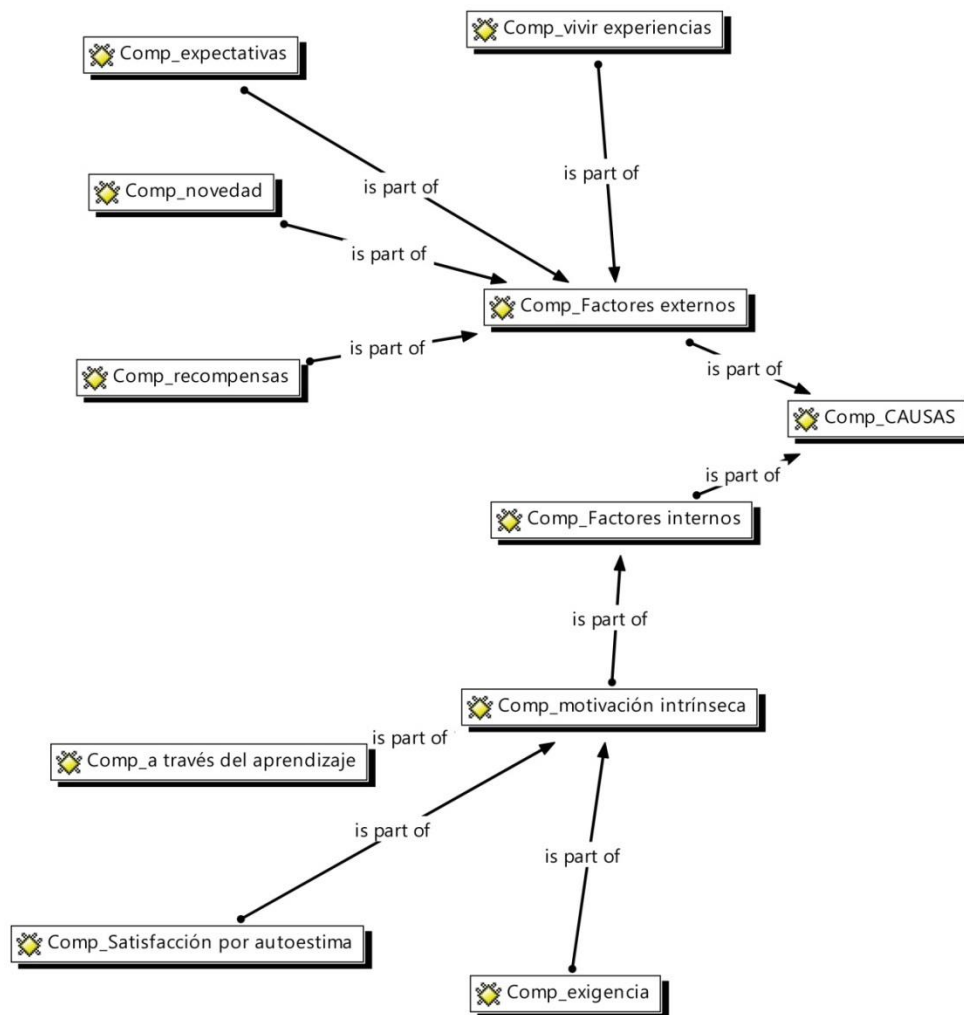 Comp_vivir experiencias
Comp_expectativas
is part of
is part of
Comp_novedad
is part of
Comp_Factores externos
is part of
Comp_recompensas
is part of
Comp_CAUSAS
is part of
Comp_Factores internos
is part of
Comp_motivación intrínseca
is part of
Comp_a través del aprendizaje
is part of
is part of
Comp_Satisfacción por autoestima
Comp_exigencia